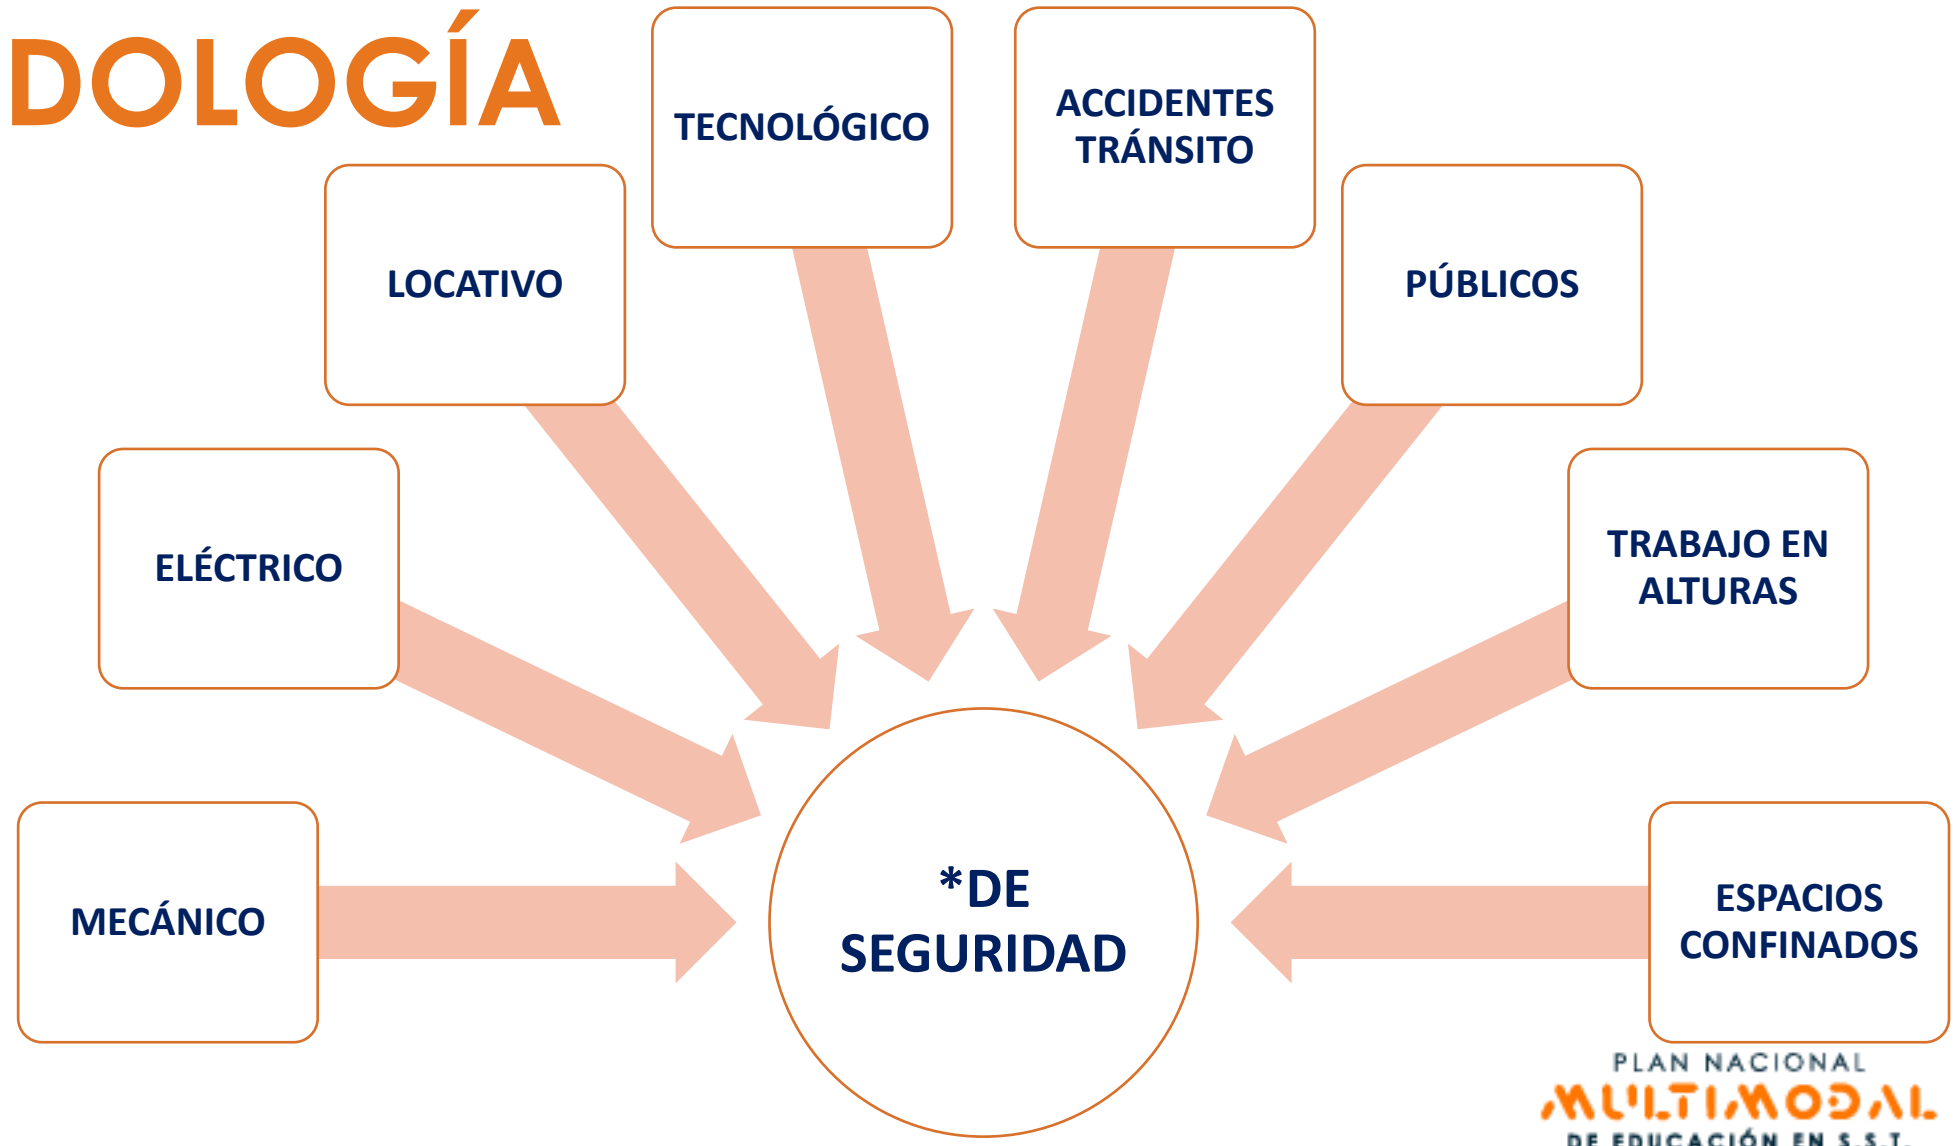 DOLOGÍA
TECNOLÓGICO
ACCIDENTES
TRÁNSITO
LOCATIVO
PÚBLICOS
ELÉCTRICO
TRABAJO EN
ALTURAS
MECÁNICO
*DE
SEGURIDAD
ESPACIOS
CONFINADOS
PLAN NACIONAL
MULTIMODAL
DE EDUCACIÓN EN S.S.T.